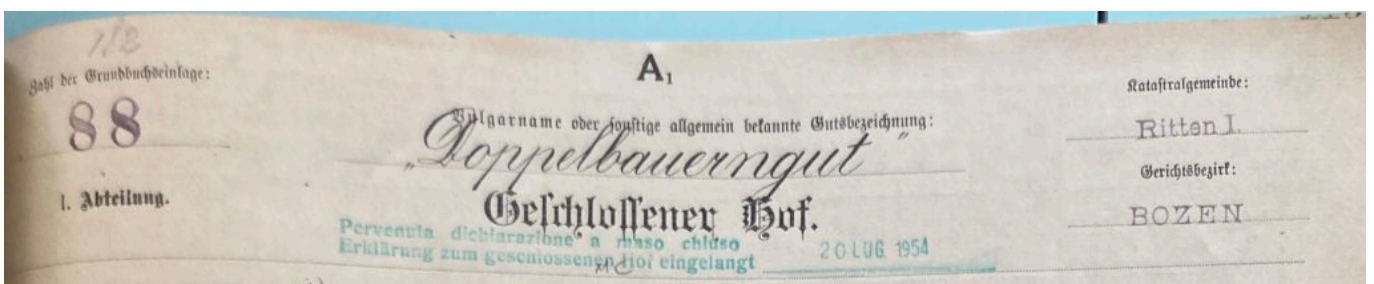 1/2
Zahl der Grundbuchseinlage:
88
1. Abteilung.
A₁
Vulgarname oder sonstige allgemein bekannte Gutsbezeichnung:
"Doppelbauerngut"
Geschlossener Hof.
Pervenuta dichiarazione a maso chiuso
Erklärung zum geschlossenen Hof eingelangt 20 LUG. 1954
Katastralgemeinde:
Ritten I.
Gerichtsbezirk:
BOZEN